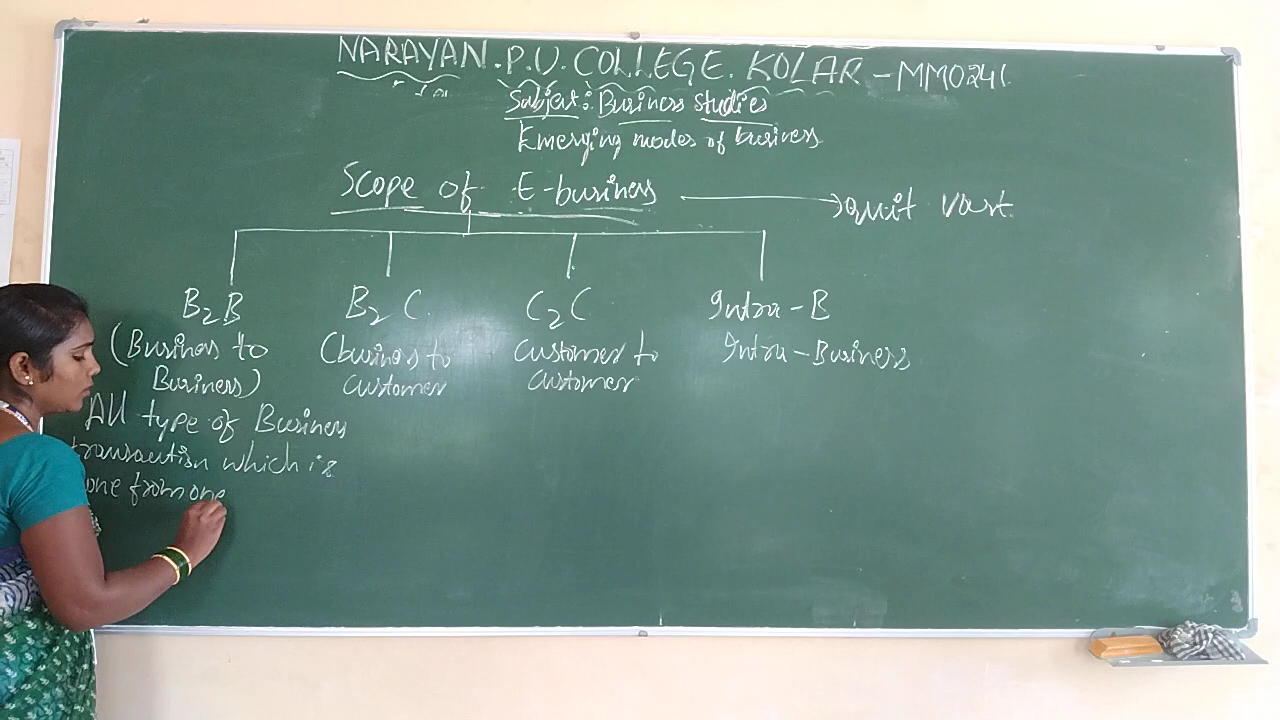 NARAYAN. P. U. COLLEGE. KOLAR - MM0241
Subject: Business studies
Emerging modes of business
Scope of E-business → quit vast.
B2B B2 C C2C Intra - B
(Business to (business to customer to Intra - Business
Business) customer customer
All type of Business
transaction which is
one from one